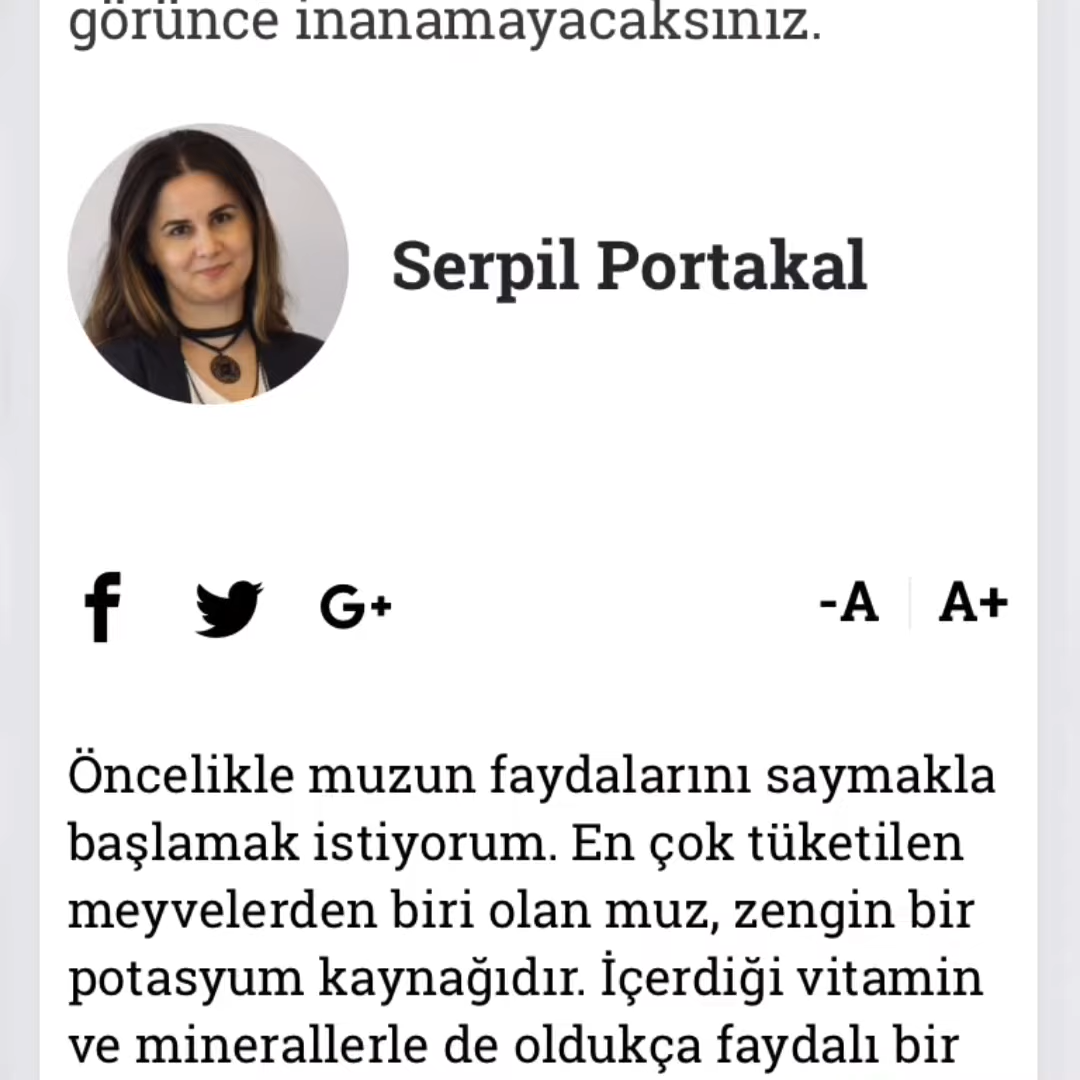 görünce inanamayacaksınız.
Serpil Portakal
f G+ -A A+
Öncelikle muzun faydalarını saymakla
başlamak istiyorum. En çok tüketilen
meyvelerden biri olan muz, zengin bir
potasyum kaynağıdır. İçerdiği vitamin
ve minerallerle de oldukça faydalı bir